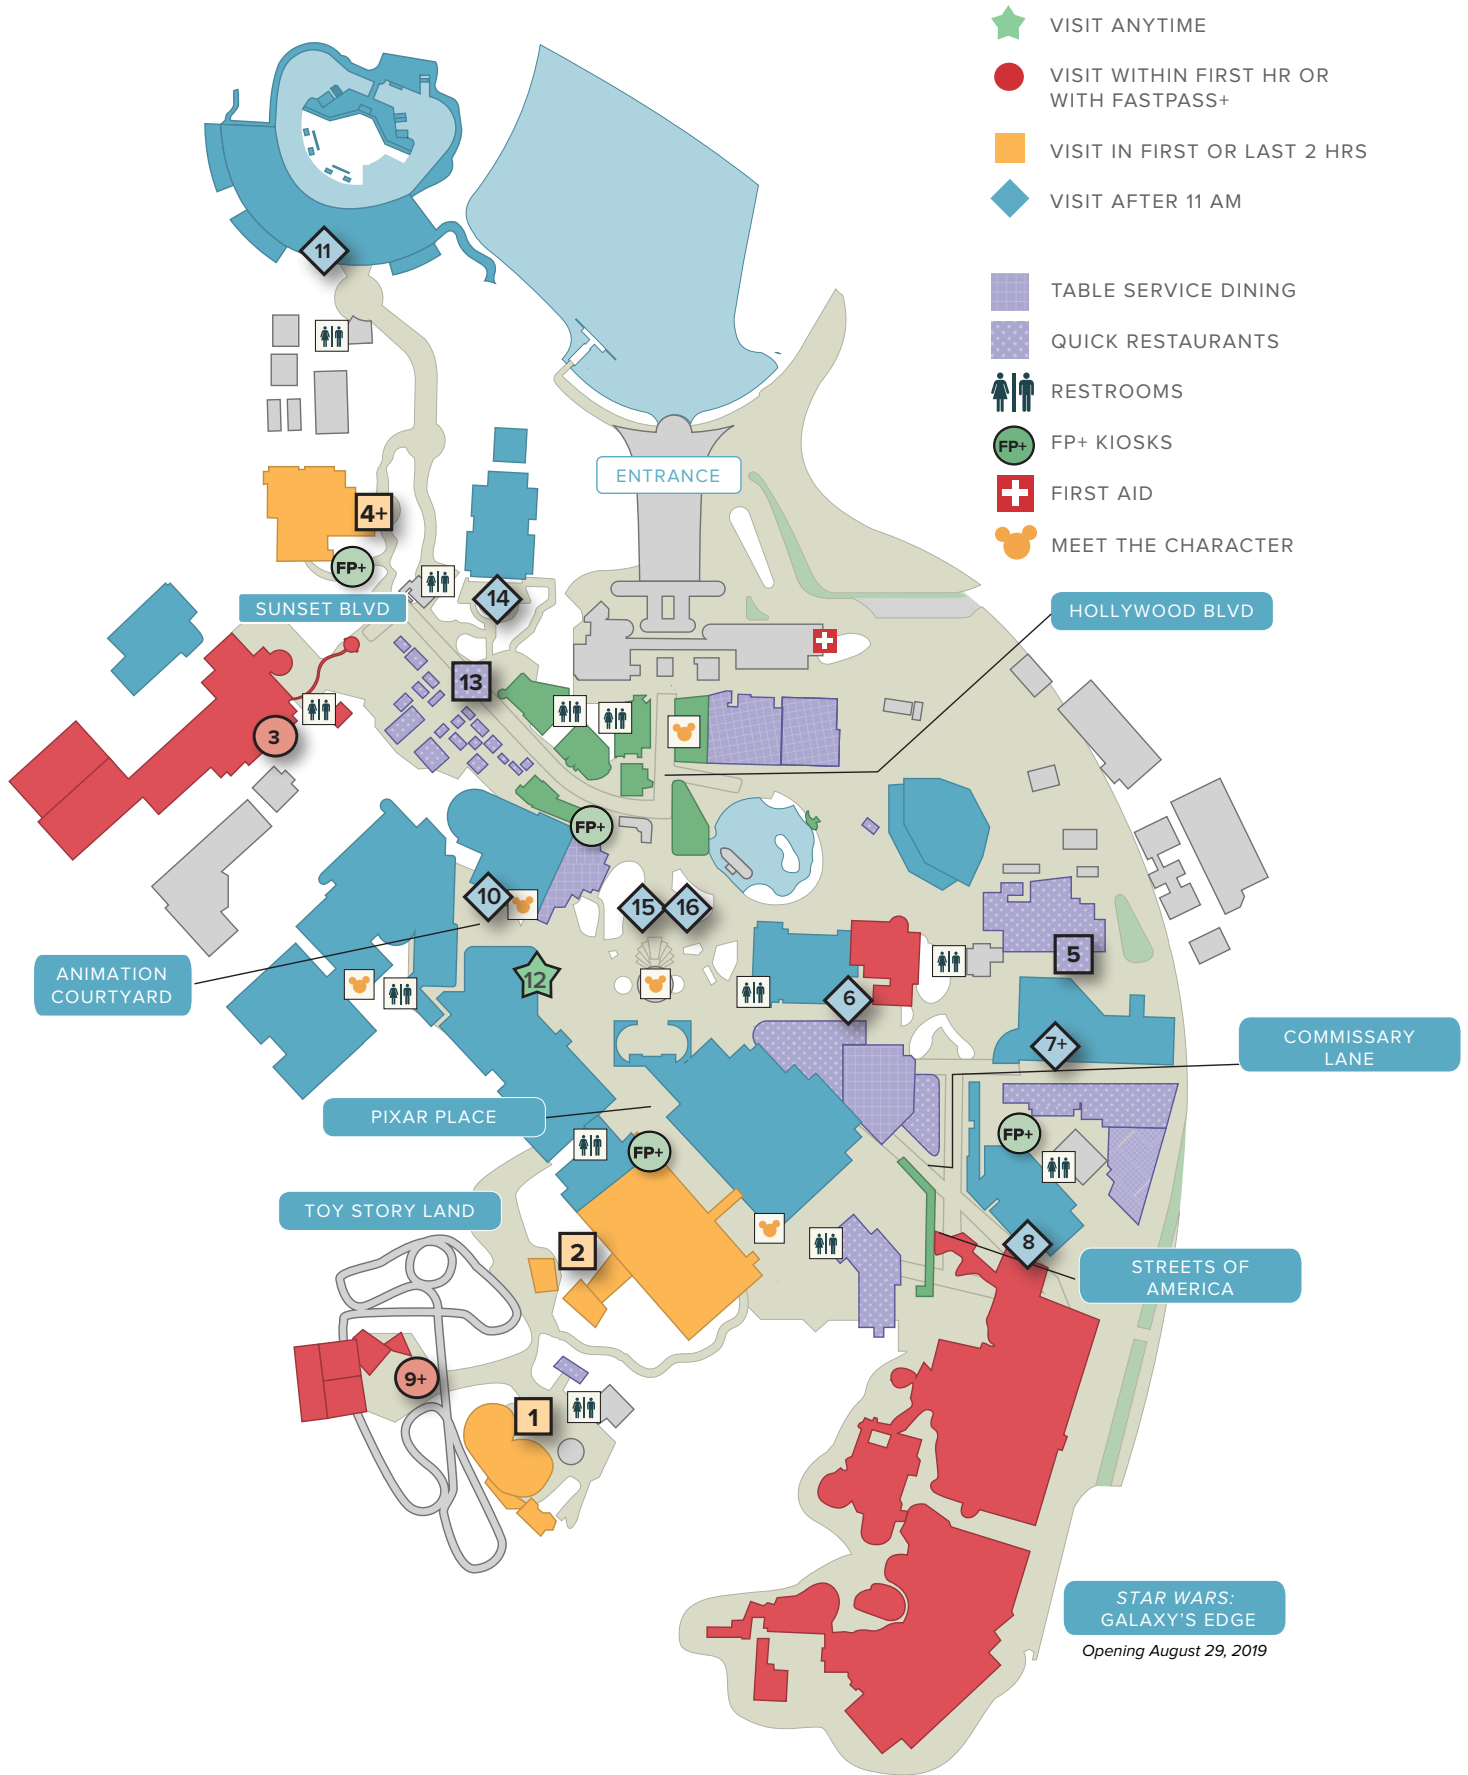 VISIT ANYTIME
VISIT WITHIN FIRST HR OR
WITH FASTPASS+
VISIT IN FIRST OR LAST 2 HRS
VISIT AFTER 11 AM
TABLE SERVICE DINING
QUICK RESTAURANTS
RESTROOMS
FP+
FP+ KIOSKS
FIRST AID
MEET THE CHARACTER
11
ENTRANCE
4+
FP+
SUNSET BLVD
14
HOLLYWOOD BLVD
13
3
FP+
10
15
16
ANIMATION
COURTYARD
12
5
6
7+
COMMISSARY
LANE
PIXAR PLACE
FP+
FP+
TOY STORY LAND
2
8
STREETS OF
AMERICA
9+
1
STAR WARS:
GALAXY'S EDGE
Opening August 29, 2019